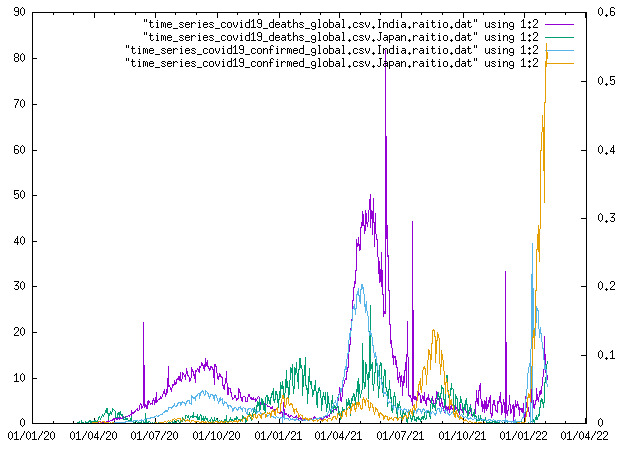 90 0.6
"time_series_covid19_deaths_global.csv.India.raitio.dat" using 1:2
"time_series_covid19_deaths_global.csv.Japan.raitio.dat" using 1:2
"time_series_covid19_confirmed_global.csv.India.raitio.dat" using 1:2
"time_series_covid19_confirmed_global.csv.Japan.raitio.dat" using 1:2
80 0.5
70
60 0.4
50 0.3
40
30 0.2
20 0.1
10
0 0
01/01/20 01/04/20 01/07/20 01/10/20 01/01/21 01/04/21 01/07/21 01/10/21 01/01/22 01/04/22